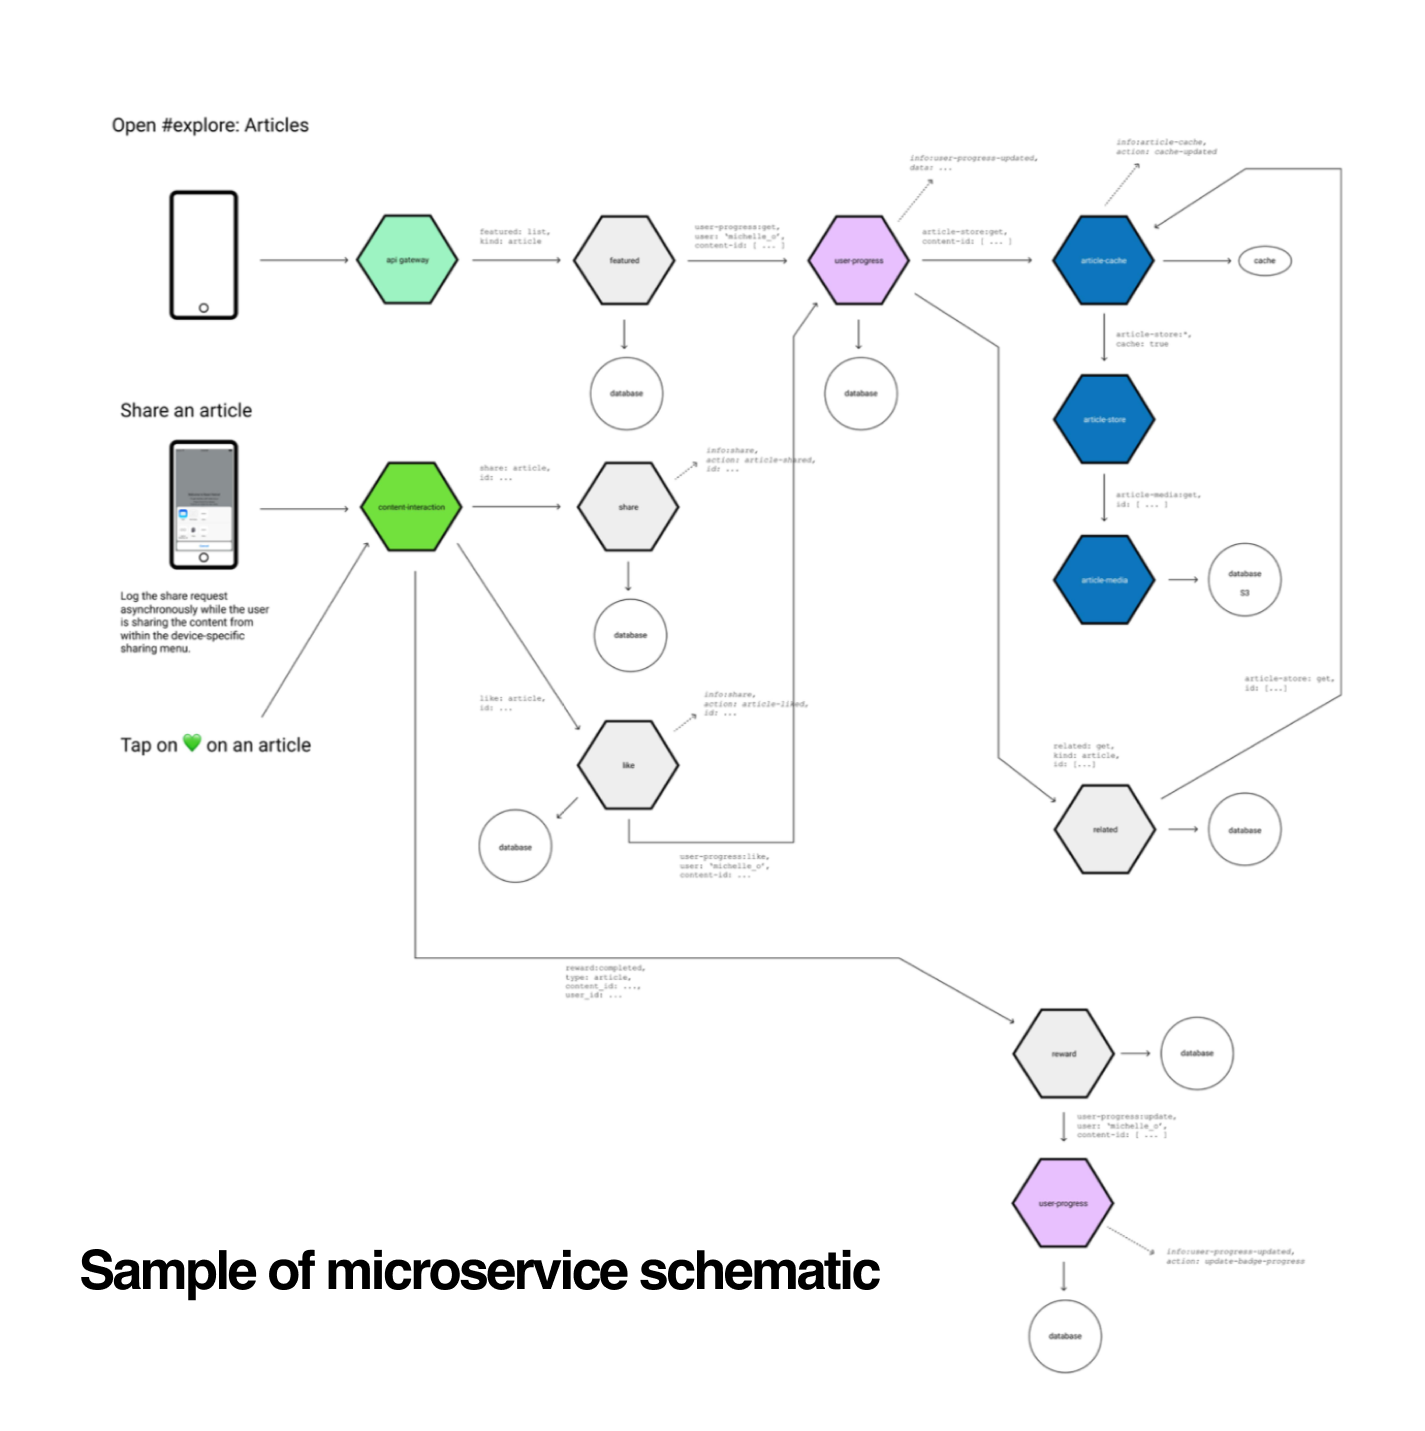 Open #explore: Articles
info:article-cache,
action: cache-updated
info:user-progress-updated,
data: ...
api gateway
featured: list,
kind: article
featured
user-progress:get,
user: 'michelle_o',
content-id: [ ... ]
user-progress
article-store:get,
content-id: [ ... ]
article-cache
cache
database
database
article-store:*,
cache: true
article-store
Share an article
content-interaction
share: article,
id: ...
share
info:share,
action: article-shared,
id: ...
article-media:get,
id: [ ... ]
article-media
database
S3
database
Log the share request
asynchronously while the user
is sharing the content from
within the device-specific
sharing menu.
article-store: get,
id: [...]
Tap on 💚 on an article
like: article,
id: ...
like
info:share,
action: article-liked,
id: ...
database
user-progress:like,
user: 'michelle_o',
content-id: ...
related: get,
kind: article,
id: [...]
related
database
reward:completed,
type: article,
content_id: ...,
user_id: ...
reward
database
user-progress:update,
user: 'michelle_o',
content-id: [ ... ]
user-progress
info:user-progress-updated,
action: update-badge-progress
database
Sample of microservice schematic